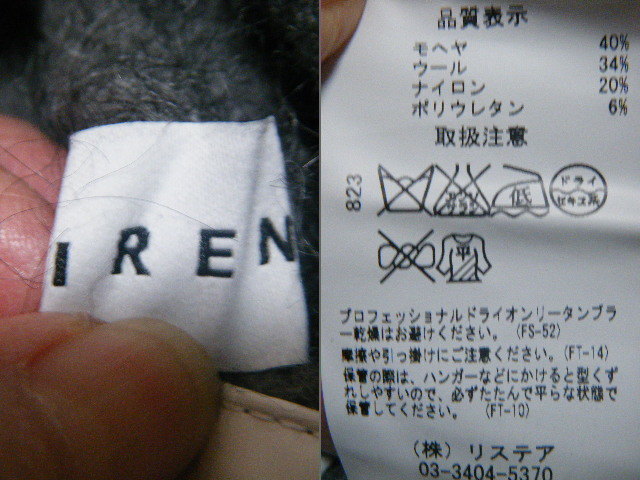 IREN
品質表示
モヘヤ 40%
ウール 34%
ナイロン 20%
ポリウレタン 6%
取扱注意
823
低
ドライ
セキユ系
平
プロフェッショナルドライオンリータンブラ
ー乾燥はお避けください。 (FS-52)
摩擦や引っ掛けにご注意ください。(FT-14)
保管の際は、ハンガーなどにかけると型くず
れしやすいので、必ずたたんで平らな状態で
保管してください。 (FT-10)
(株) リステア
03-3404-5370